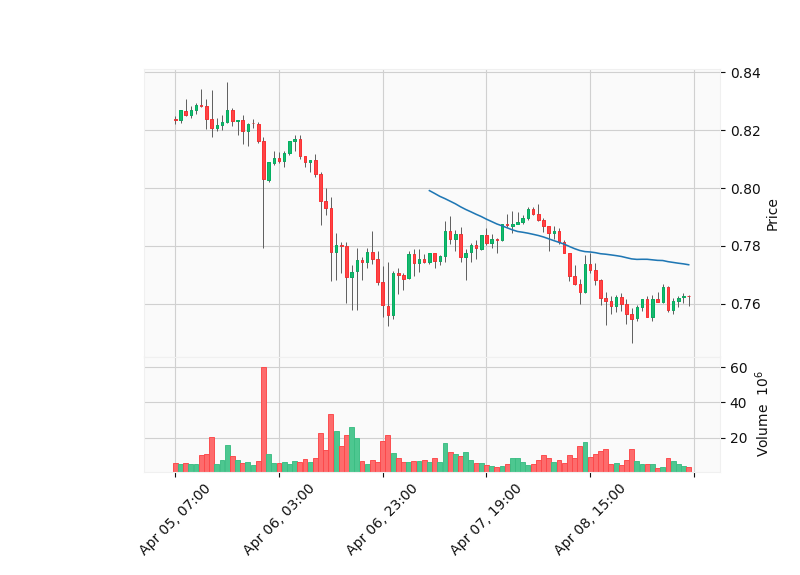 0.84
0.82
0.80
0.78
0.76
Price
60
40
20
Volume 10^6
Apr 05, 07:00
Apr 06, 03:00
Apr 06, 23:00
Apr 07, 19:00
Apr 08, 15:00